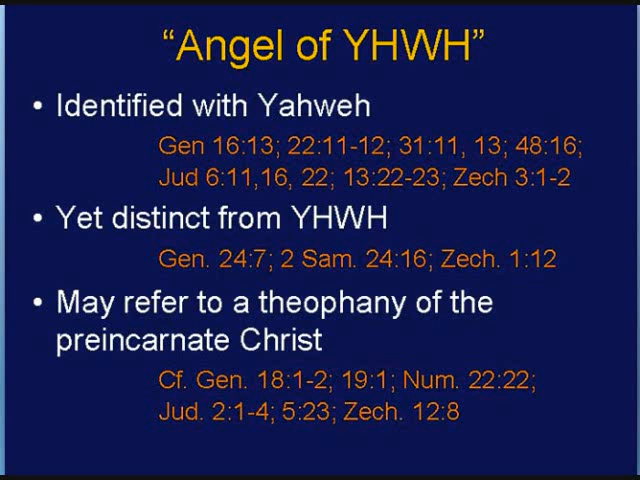 “Angel of YHWH”
• Identified with Yahweh
Gen 16:13; 22:11-12; 31:11, 13; 48:16;
Jud 6:11,16, 22; 13:22-23; Zech 3:1-2
• Yet distinct from YHWH
Gen. 24:7; 2 Sam. 24:16; Zech. 1:12
• May refer to a theophany of the
preincarnate Christ
Cf. Gen. 18:1-2; 19:1; Num. 22:22;
Jud. 2:1-4; 5:23; Zech. 12:8